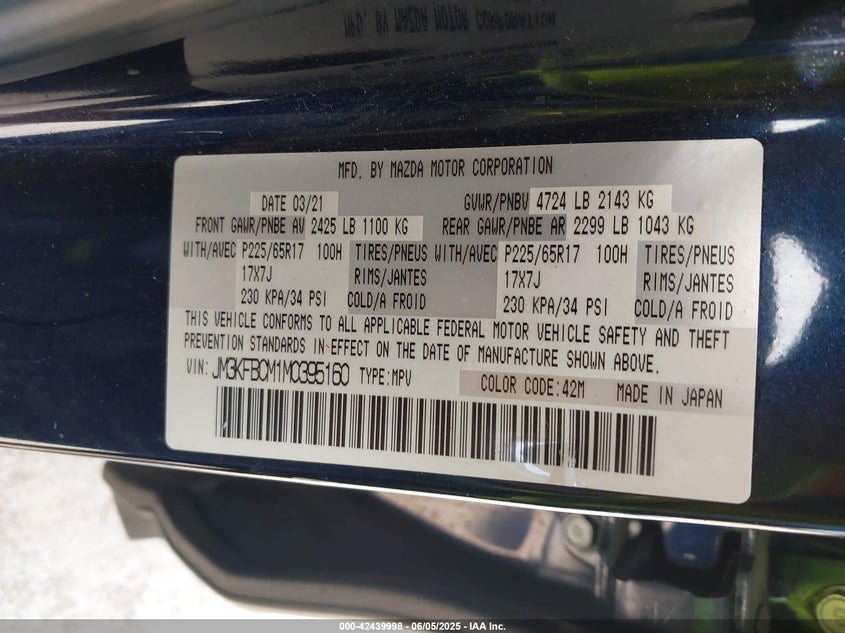 MFD. BY MAZDA MOTOR CORPORATION
MFD. BY MAZDA MOTOR CORPORATION
DATE 03/21 GVWR/PNBV 4724 LB 2143 KG
FRONT GAWR/PNBE AV 2425 LB 1100 KG REAR GAWR/PNBE AR 2299 LB 1043 KG
WITH/AVEC P225/65R17 100H TIRES/PNEUS WITH/AVEC P225/65R17 100H TIRES/PNEUS
17X7J RIMS/JANTES 17X7J RIMS/JANTES
230 KPA/34 PSI COLD/A FROID 230 KPA/34 PSI COLD/A FROID
THIS VEHICLE CONFORMS TO ALL APPLICABLE FEDERAL MOTOR VEHICLE SAFETY AND THEFT
PREVENTION STANDARDS IN EFFECT ON THE DATE OF MANUFACTURE SHOWN ABOVE.
VIN: JM3KFBCM1M0395160 TYPE:MPV COLOR CODE:42M MADE IN JAPAN
000-42439998 - 06/05/2025 - IAA Inc.